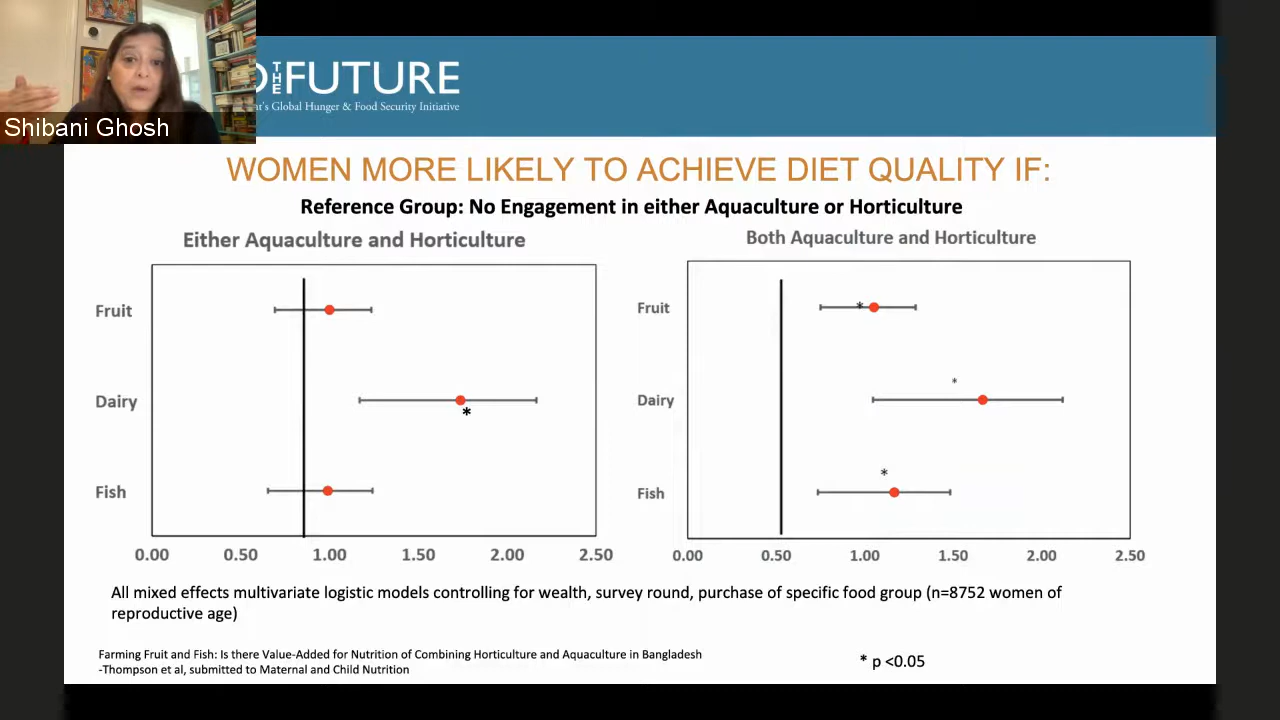 Shibani Ghosh
THE FUTURE
Global Hunger & Food Security Initiative
WOMEN MORE LIKELY TO ACHIEVE DIET QUALITY IF:
Reference Group: No Engagement in either Aquaculture or Horticulture
Either Aquaculture and Horticulture
Fruit
Dairy
*
Fish
0.00 0.50 1.00 1.50 2.00 2.50
Both Aquaculture and Horticulture
Fruit
*
*
Dairy
*
Fish
0.00 0.50 1.00 1.50 2.00 2.50
All mixed effects multivariate logistic models controlling for wealth, survey round, purchase of specific food group (n=8752 women of
reproductive age)
Farming Fruit and Fish: Is there Value-Added for Nutrition of Combining Horticulture and Aquaculture in Bangladesh
-Thompson et al, submitted to Maternal and Child Nutrition
* p <0.05